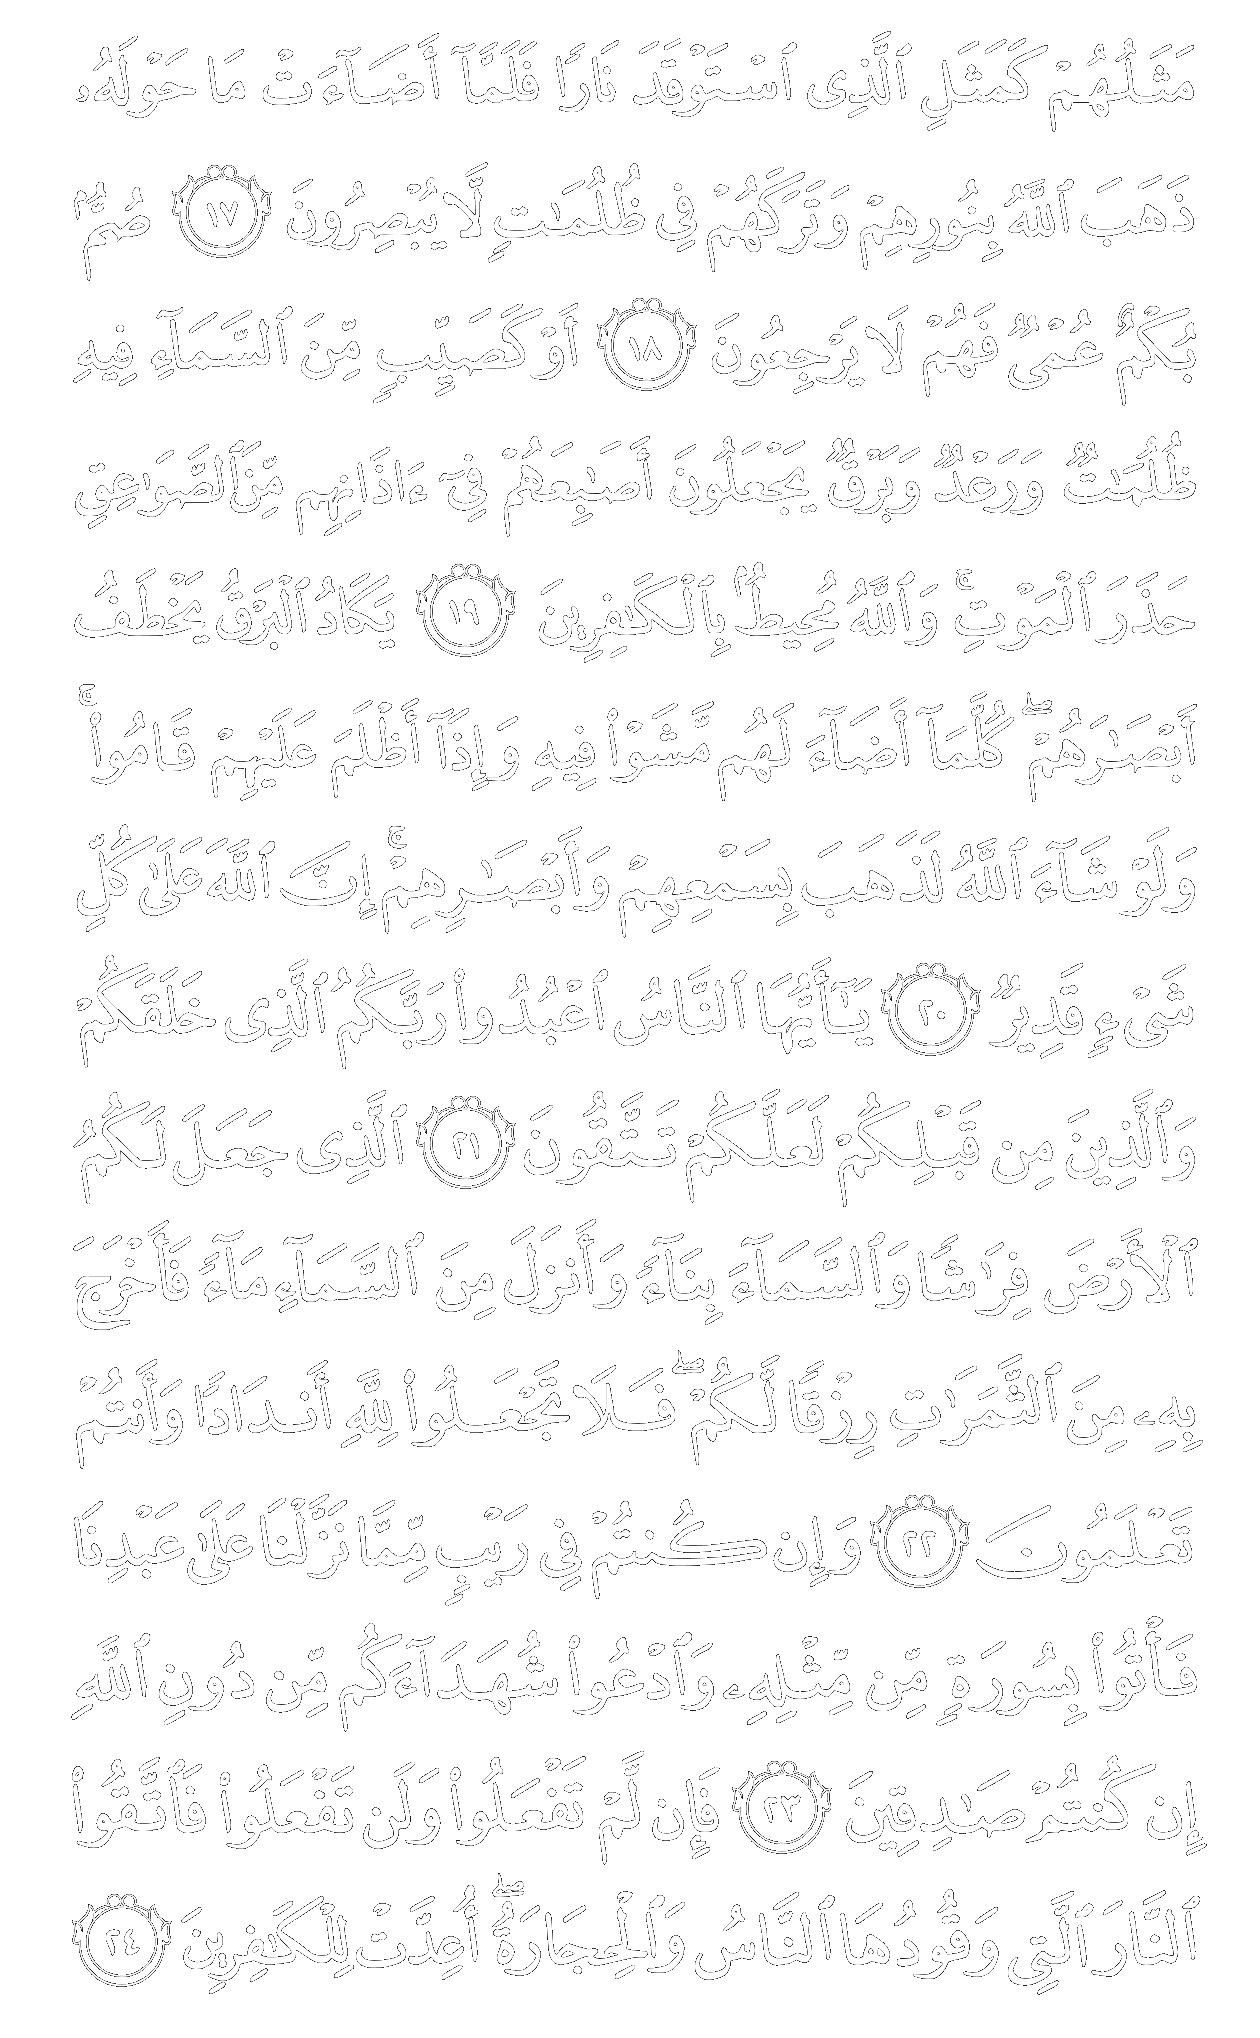 مَثَلُهُمْ كَمَثَلِ ٱلَّذِى ٱسْتَوْقَدَ نَارًا فَلَمَّآ أَضَآءَتْ مَا حَوْلَهُۥ
ذَهَبَ ٱللَّهُ بِنُورِهِمْ وَتَرَكَهُمْ فِى ظُلُمَـٰتٍ لَّا يُبْصِرُونَ ١٧ صُمٌّۢ
بُكْمٌ عُمْىٌ فَهُمْ لَا يَرْجِعُونَ ١٨ أَوْ كَصَيِّبٍ مِّنَ ٱلسَّمَآءِ فِيهِ
ظُلُمَـٰتٌ وَرَعْدٌ وَبَرْقٌ يَجْعَلُونَ أَصَـٰبِعَهُمْ فِىٓ ءَاذَانِهِم مِّنَ ٱلصَّوَٰعِقِ
حَذَرَ ٱلْمَوْتِ ۚ وَٱللَّهُ مُحِيطٌۢ بِٱلْكَـٰفِرِينَ ١٩ يَكَادُ ٱلْبَرْقُ يَخْطَفُ
أَبْصَـٰرَهُمْ ۖ كُلَّمَآ أَضَآءَ لَهُم مَّشَوْا۟ فِيهِ وَإِذَآ أَظْلَمَ عَلَيْهِمْ قَامُوا۟ ۚ
وَلَوْ شَآءَ ٱللَّهُ لَذَهَبَ بِسَمْعِهِمْ وَأَبْصَـٰرِهِمْ ۚ إِنَّ ٱللَّهَ عَلَىٰ كُلِّ
شَىْءٍ قَدِيرٌ ٢٠ يَـٰٓأَيُّهَا ٱلنَّاسُ ٱعْبُدُوا۟ رَبَّكُمُ ٱلَّذِى خَلَقَكُمْ
وَٱلَّذِينَ مِن قَبْلِكُمْ لَعَلَّكُمْ تَتَّقُونَ ٢١ ٱلَّذِى جَعَلَ لَكُمُ
ٱلْأَرْضَ فِرَٰشًا وَٱلسَّمَآءَ بِنَآءً وَأَنزَلَ مِنَ ٱلسَّمَآءِ مَآءً فَأَخْرَجَ
بِهِۦ مِنَ ٱلثَّمَرَٰتِ رِزْقًا لَّكُمْ ۖ فَلَا تَجْعَلُوا۟ لِلَّهِ أَندَادًا وَأَنتُمْ
تَعْلَمُونَ ٢٢ وَإِن كُنتُمْ فِى رَيْبٍ مِّمَّا نَزَّلْنَا عَلَىٰ عَبْدِنَا
فَأْتُوا۟ بِسُورَةٍ مِّن مِّثْلِهِۦ وَٱدْعُوا۟ شُهَدَآءَكُم مِّن دُونِ ٱللَّهِ
إِن كُنتُمْ صَـٰدِقِينَ ٢٣ فَإِن لَّمْ تَفْعَلُوا۟ وَلَن تَفْعَلُوا۟ فَٱتَّقُوا۟
ٱلنَّارَ ٱلَّتِى وَقُودُهَا ٱلنَّاسُ وَٱلْحِجَارَةُ ۖ أُعِدَّتْ لِلْكَـٰفِرِينَ ٢٤